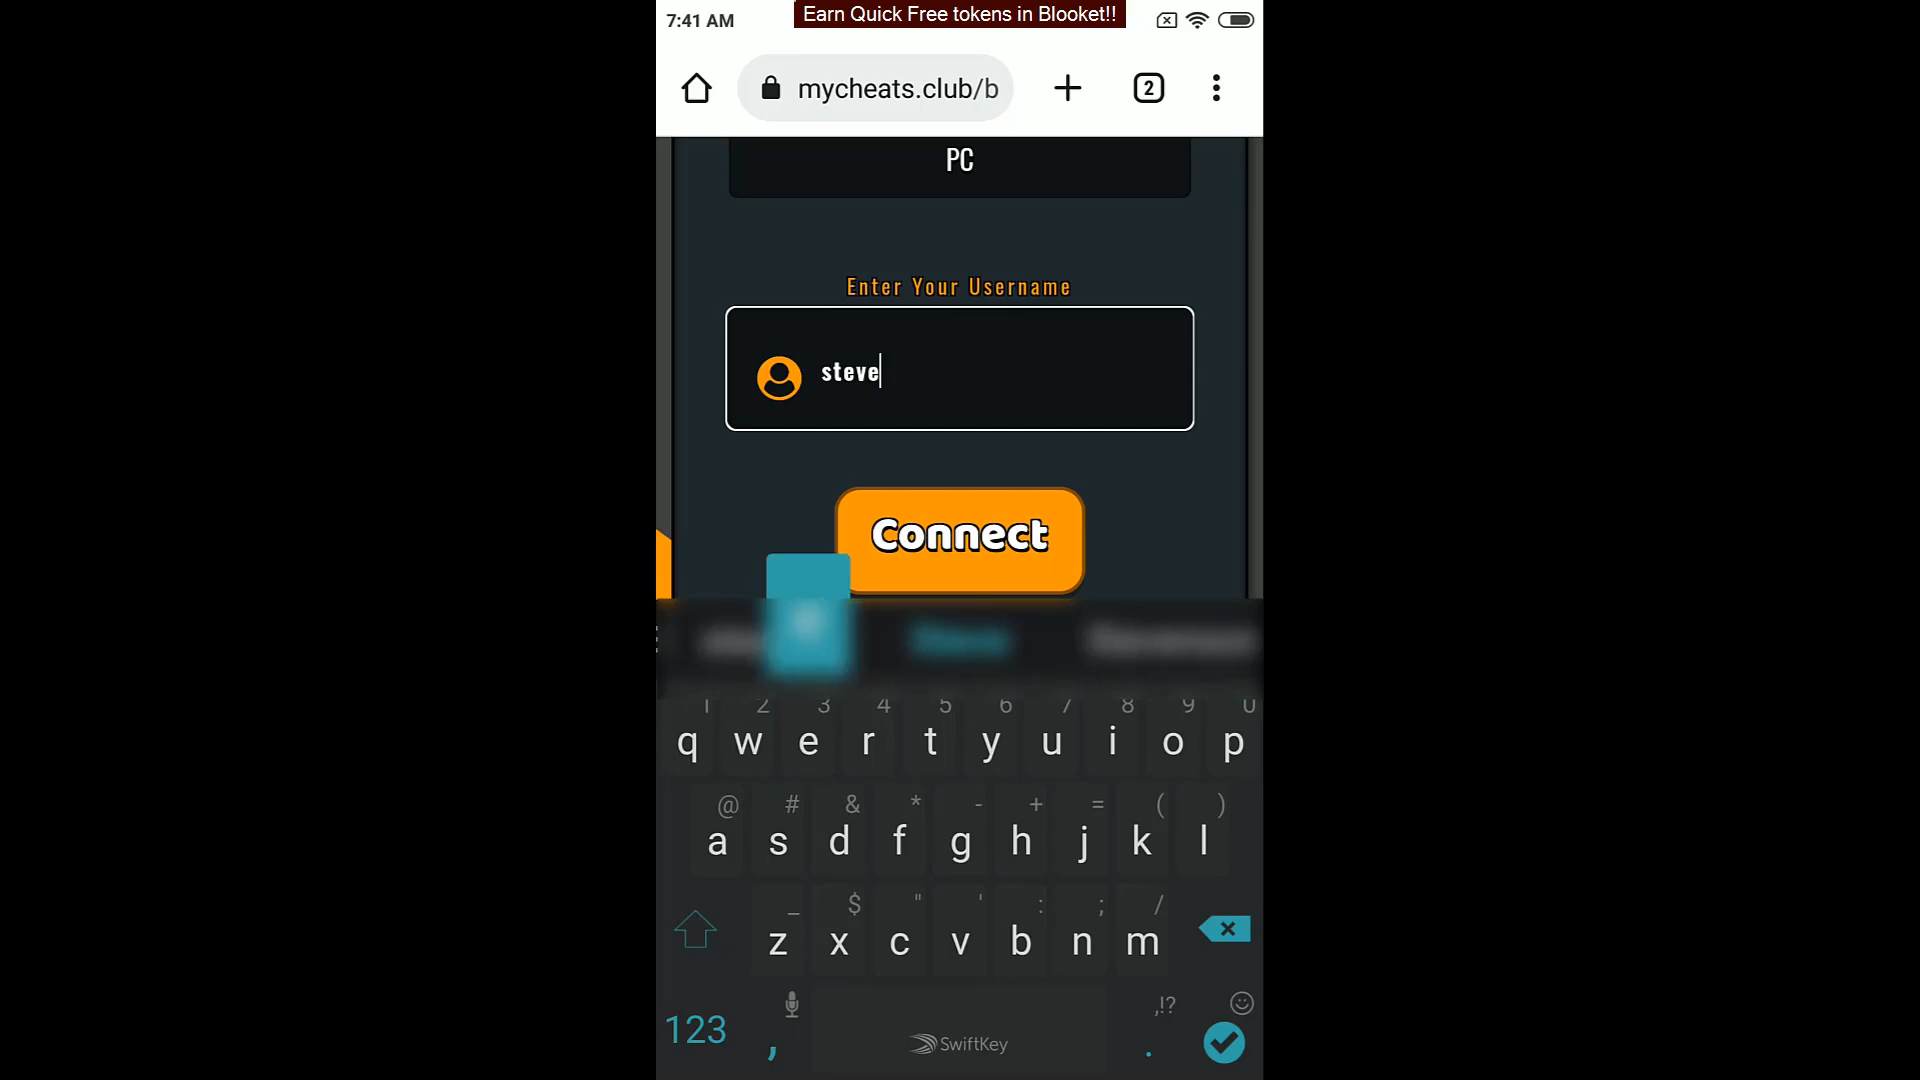 Earn Quick Free tokens in Blooket!!
7:41 AM
mycheats.club/b
2
PC
Enter Your Username
steve
Connect
Steve
1 2 3 4 5 6 7 8 9 0
q w e r t y u i o p
@ # & * - + = ( )
a s d f g h j k l
_ $ " ' : ; /
z x c v b n m
,!?
123 , SwiftKey .